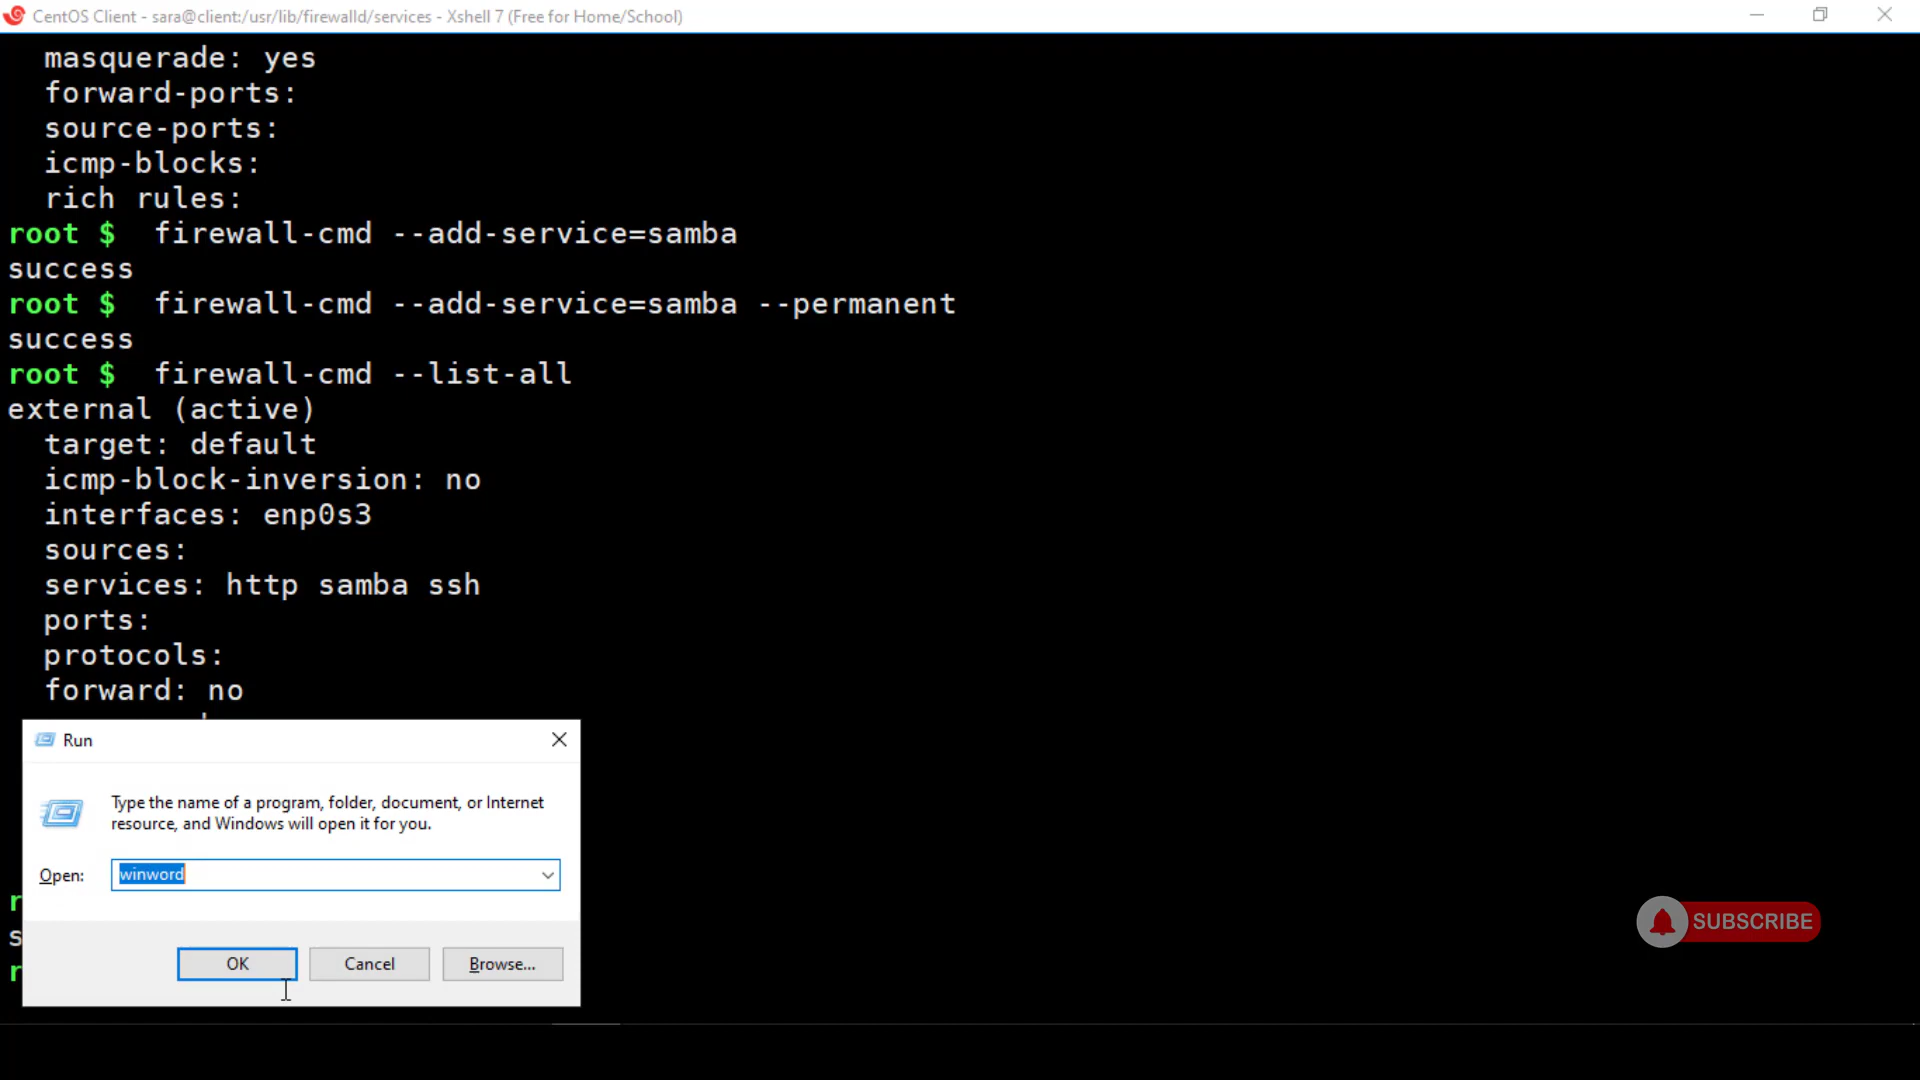 CentOS Client - sara@client:/usr/lib/firewalld/services - Xshell 7 (Free for Home/School)
masquerade: yes
forward-ports:
source-ports:
icmp-blocks:
rich rules:
root $  firewall-cmd --add-service=samba
success
root $  firewall-cmd --add-service=samba --permanent
success
root $  firewall-cmd --list-all
external (active)
target: default
icmp-block-inversion: no
interfaces: enp0s3
sources:
services: http samba ssh
ports:
protocols:
forward: no
Run
Type the name of a program, folder, document, or Internet
resource, and Windows will open it for you.
Open: winword
r
s
r
OK Cancel Browse...
SUBSCRIBE